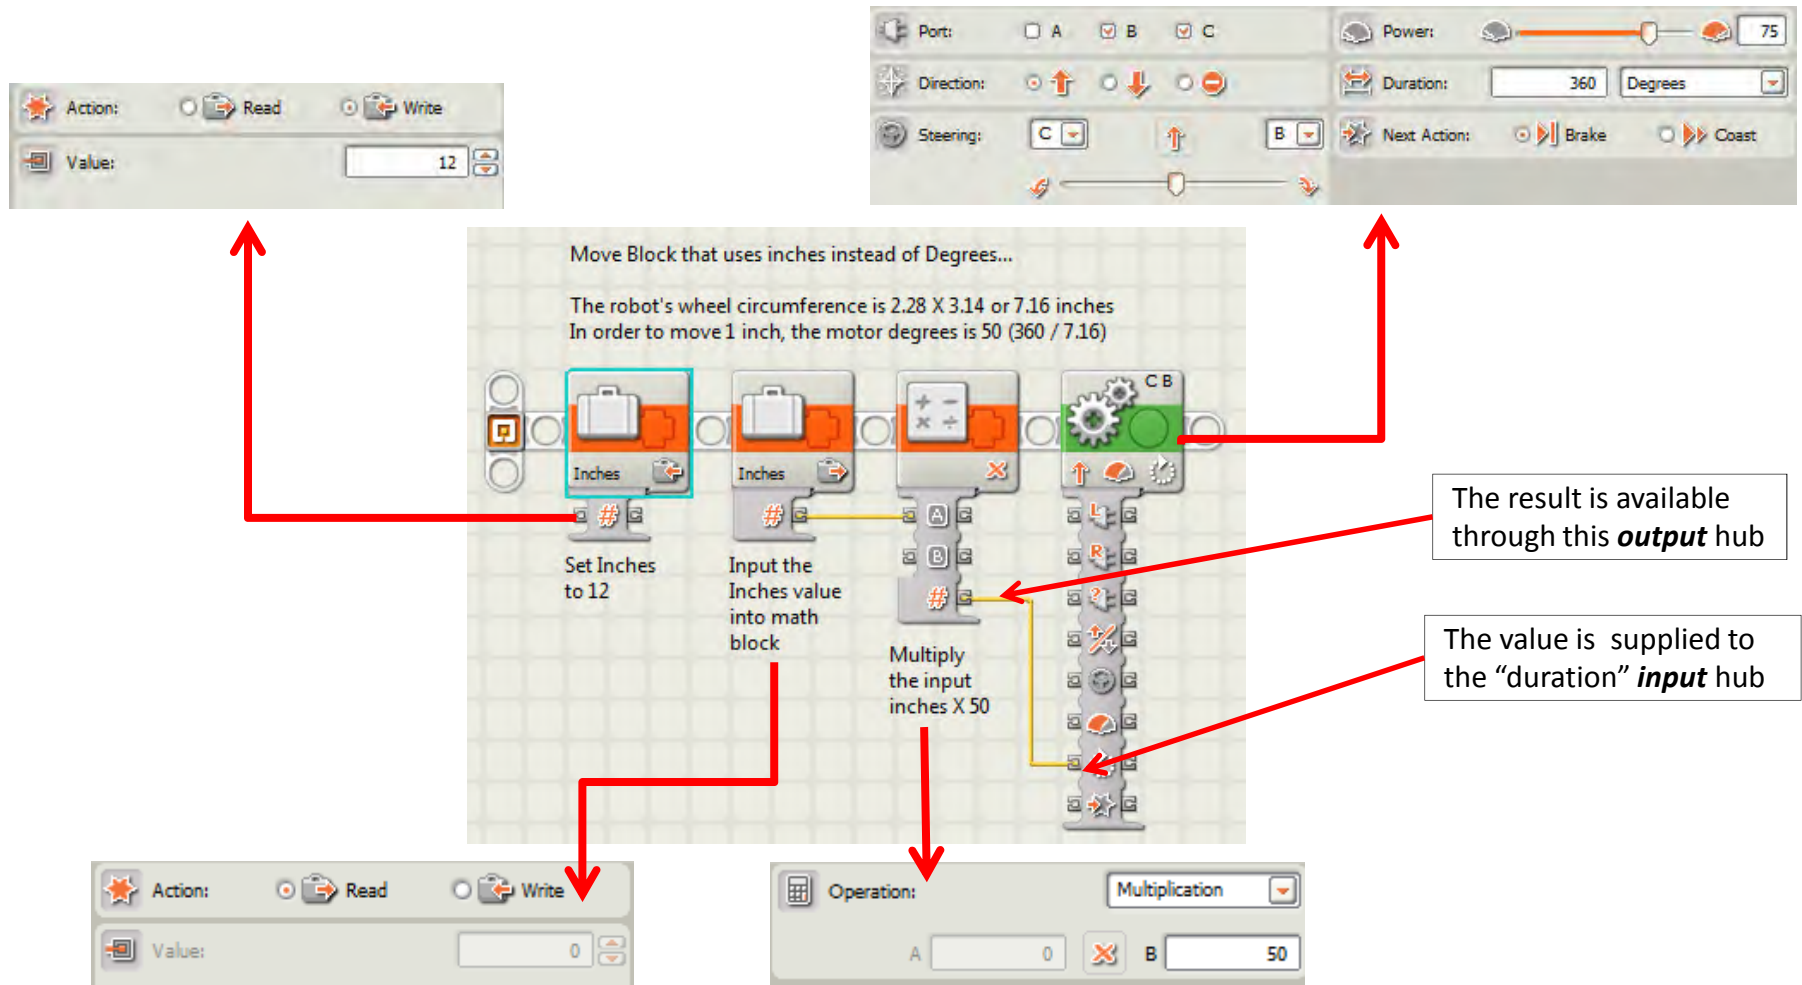 Port: A B C Power: 75
Direction: Duration: 360 Degrees
Steering: C B Next Action: Brake Coast
Action: Read Write
Value: 12
Move Block that uses inches instead of Degrees...
The robot's wheel circumference is 2.28 X 3.14 or 7.16 inches
In order to move 1 inch, the motor degrees is 50 (360 / 7.16)
C B
Inches
Inches
#
#
A
B
#
L
R
?
Set Inches
to 12
Input the
Inches value
into math
block
Multiply
the input
inches X 50
The result is available
through this output hub
The value is supplied to
the “duration” input hub
Action: Read Write
Value: 0
Operation: Multiplication
A 0 B 50